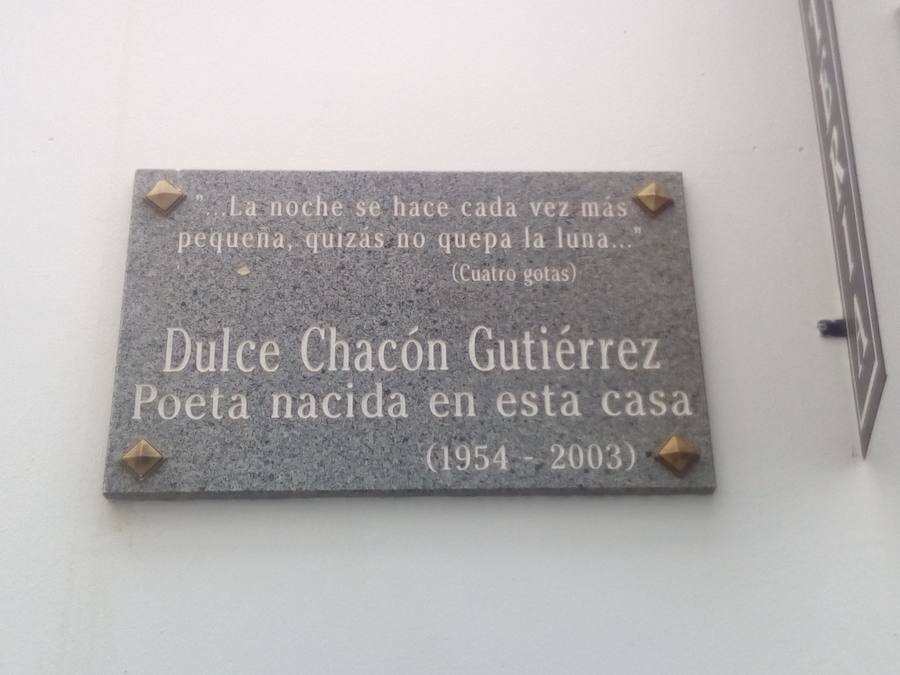 "...La noche se hace cada vez más
pequeña, quizás no quepa la luna..."
(Cuatro gotas)
Dulce Chacón Gutiérrez
Poeta nacida en esta casa
(1954 - 2003)